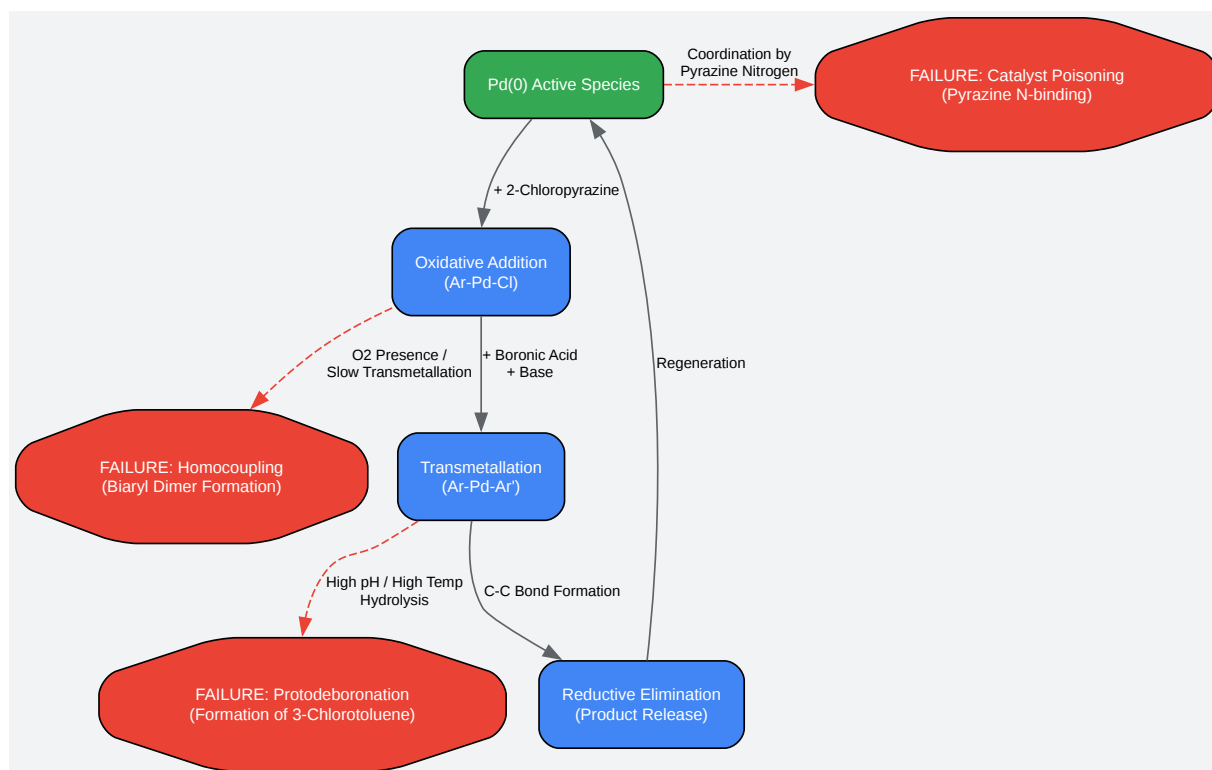 Pd(0) Active Species
Coordination by
Pyrazine Nitrogen
FAILURE: Catalyst Poisoning
(Pyrazine N-binding)
+ 2-Chloropyrazine
Oxidative Addition
(Ar-Pd-Cl)
O2 Presence /
Slow Transmetallation
+ Boronic Acid
+ Base
Regeneration
FAILURE: Homocoupling
(Biaryl Dimer Formation)
Transmetallation
(Ar-Pd-Ar')
High pH / High Temp
Hydrolysis
C-C Bond Formation
FAILURE: Protodeboronation
(Formation of 3-Chlorotoluene)
Reductive Elimination
(Product Release)